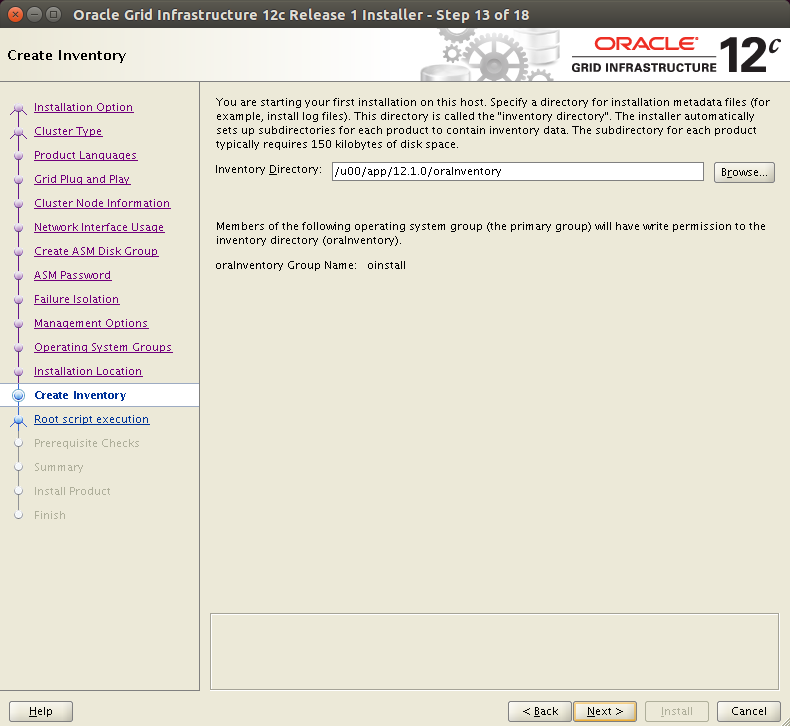 Oracle Grid Infrastructure 12c Release 1 Installer - Step 13 of 18
Create Inventory
ORACLE
GRID INFRASTRUCTURE 12c
Installation Option
Cluster Type
Product Languages
Grid Plug and Play
Cluster Node Information
Network Interface Usage
Create ASM Disk Group
ASM Password
Failure Isolation
Management Options
Operating System Groups
Installation Location
Create Inventory
Root script execution
Prerequisite Checks
Summary
Install Product
Finish
You are starting your first installation on this host. Specify a directory for installation metadata files (for
example, install log files). This directory is called the "inventory directory". The installer automatically
sets up subdirectories for each product to contain inventory data. The subdirectory for each product
typically requires 150 kilobytes of disk space.
Inventory Directory: /u00/app/12.1.0/oraInventory Browse...
Members of the following operating system group (the primary group) will have write permission to the
inventory directory (oraInventory).
oraInventory Group Name: oinstall
Help < Back Next > Install Cancel